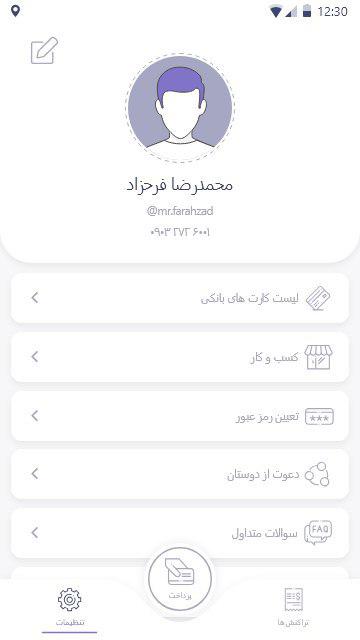 12:30
محمدرضا فرحزاد
@mr.farahzad
۰۹۰۳ ۲۷۲ ۶۰۰۱
لیست کارت های بانکی
کسب و کار
تعیین رمز عبور
دعوت از دوستان
FAQ
سوالات متداول
پرداخت
تراکنش ها
تنظیمات